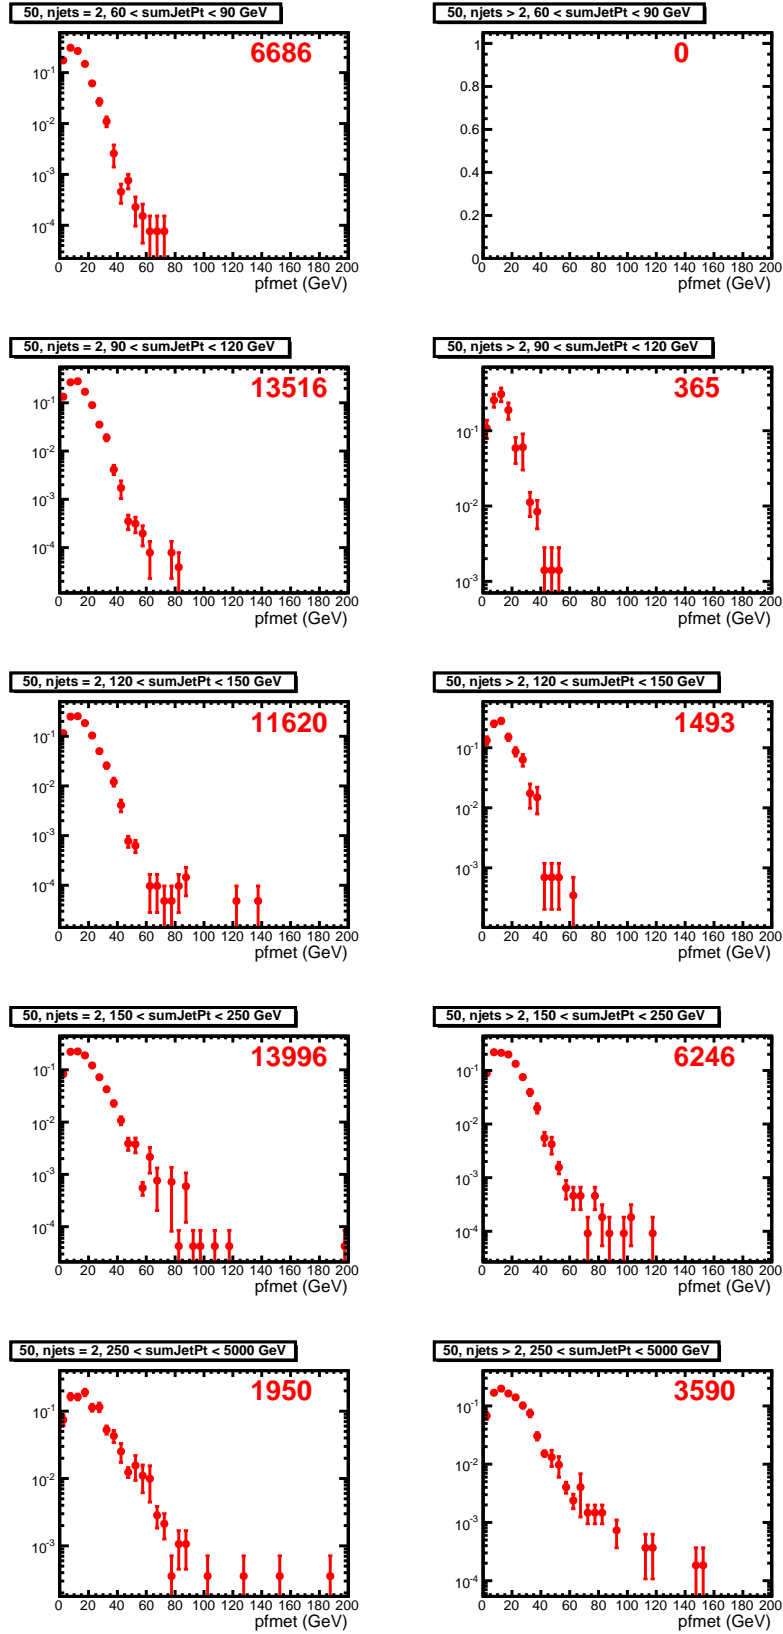 50, njets = 2, 60 < sumJetPt < 90 GeV
6686
10^-1
10^-2
10^-3
10^-4
0 20 40 60 80 100 120 140 160 180 200
pfmet (GeV)
50, njets > 2, 60 < sumJetPt < 90 GeV
0
1
0.8
0.6
0.4
0.2
0
0 20 40 60 80 100 120 140 160 180 200
pfmet (GeV)
50, njets = 2, 90 < sumJetPt < 120 GeV
13516
10^-1
10^-2
10^-3
10^-4
0 20 40 60 80 100 120 140 160 180 200
pfmet (GeV)
50, njets > 2, 90 < sumJetPt < 120 GeV
365
10^-1
10^-2
10^-3
0 20 40 60 80 100 120 140 160 180 200
pfmet (GeV)
50, njets = 2, 120 < sumJetPt < 150 GeV
11620
10^-1
10^-2
10^-3
10^-4
0 20 40 60 80 100 120 140 160 180 200
pfmet (GeV)
50, njets > 2, 120 < sumJetPt < 150 GeV
1493
10^-1
10^-2
10^-3
0 20 40 60 80 100 120 140 160 180 200
pfmet (GeV)
50, njets = 2, 150 < sumJetPt < 250 GeV
13996
10^-1
10^-2
10^-3
10^-4
0 20 40 60 80 100 120 140 160 180 200
pfmet (GeV)
50, njets > 2, 150 < sumJetPt < 250 GeV
6246
10^-1
10^-2
10^-3
10^-4
0 20 40 60 80 100 120 140 160 180 200
pfmet (GeV)
50, njets = 2, 250 < sumJetPt < 5000 GeV
1950
10^-1
10^-2
10^-3
0 20 40 60 80 100 120 140 160 180 200
pfmet (GeV)
50, njets > 2, 250 < sumJetPt < 5000 GeV
3590
10^-1
10^-2
10^-3
10^-4
0 20 40 60 80 100 120 140 160 180 200
pfmet (GeV)